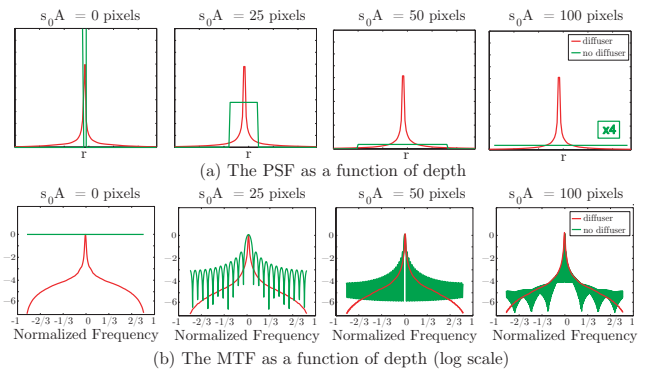 s0A = 0 pixels s0A = 25 pixels s0A = 50 pixels s0A = 100 pixels
diffuser
no diffuser
x4
r r r r
(a) The PSF as a function of depth
s0A = 0 pixels s0A = 25 pixels s0A = 50 pixels s0A = 100 pixels
diffuser
no diffuser
0 0 0 0
−2 −2 −2 −2
−4 −4 −4 −4
−6 −6 −6 −6
-1 -2/3 -1/3 0 1/3 2/3 1 -1 -2/3 -1/3 0 1/3 2/3 1 -1 -2/3 -1/3 0 1/3 2/3 1 -1 -2/3 -1/3 0 1/3 2/3 1
Normalized Frequency Normalized Frequency Normalized Frequency Normalized Frequency
(b) The MTF as a function of depth (log scale)